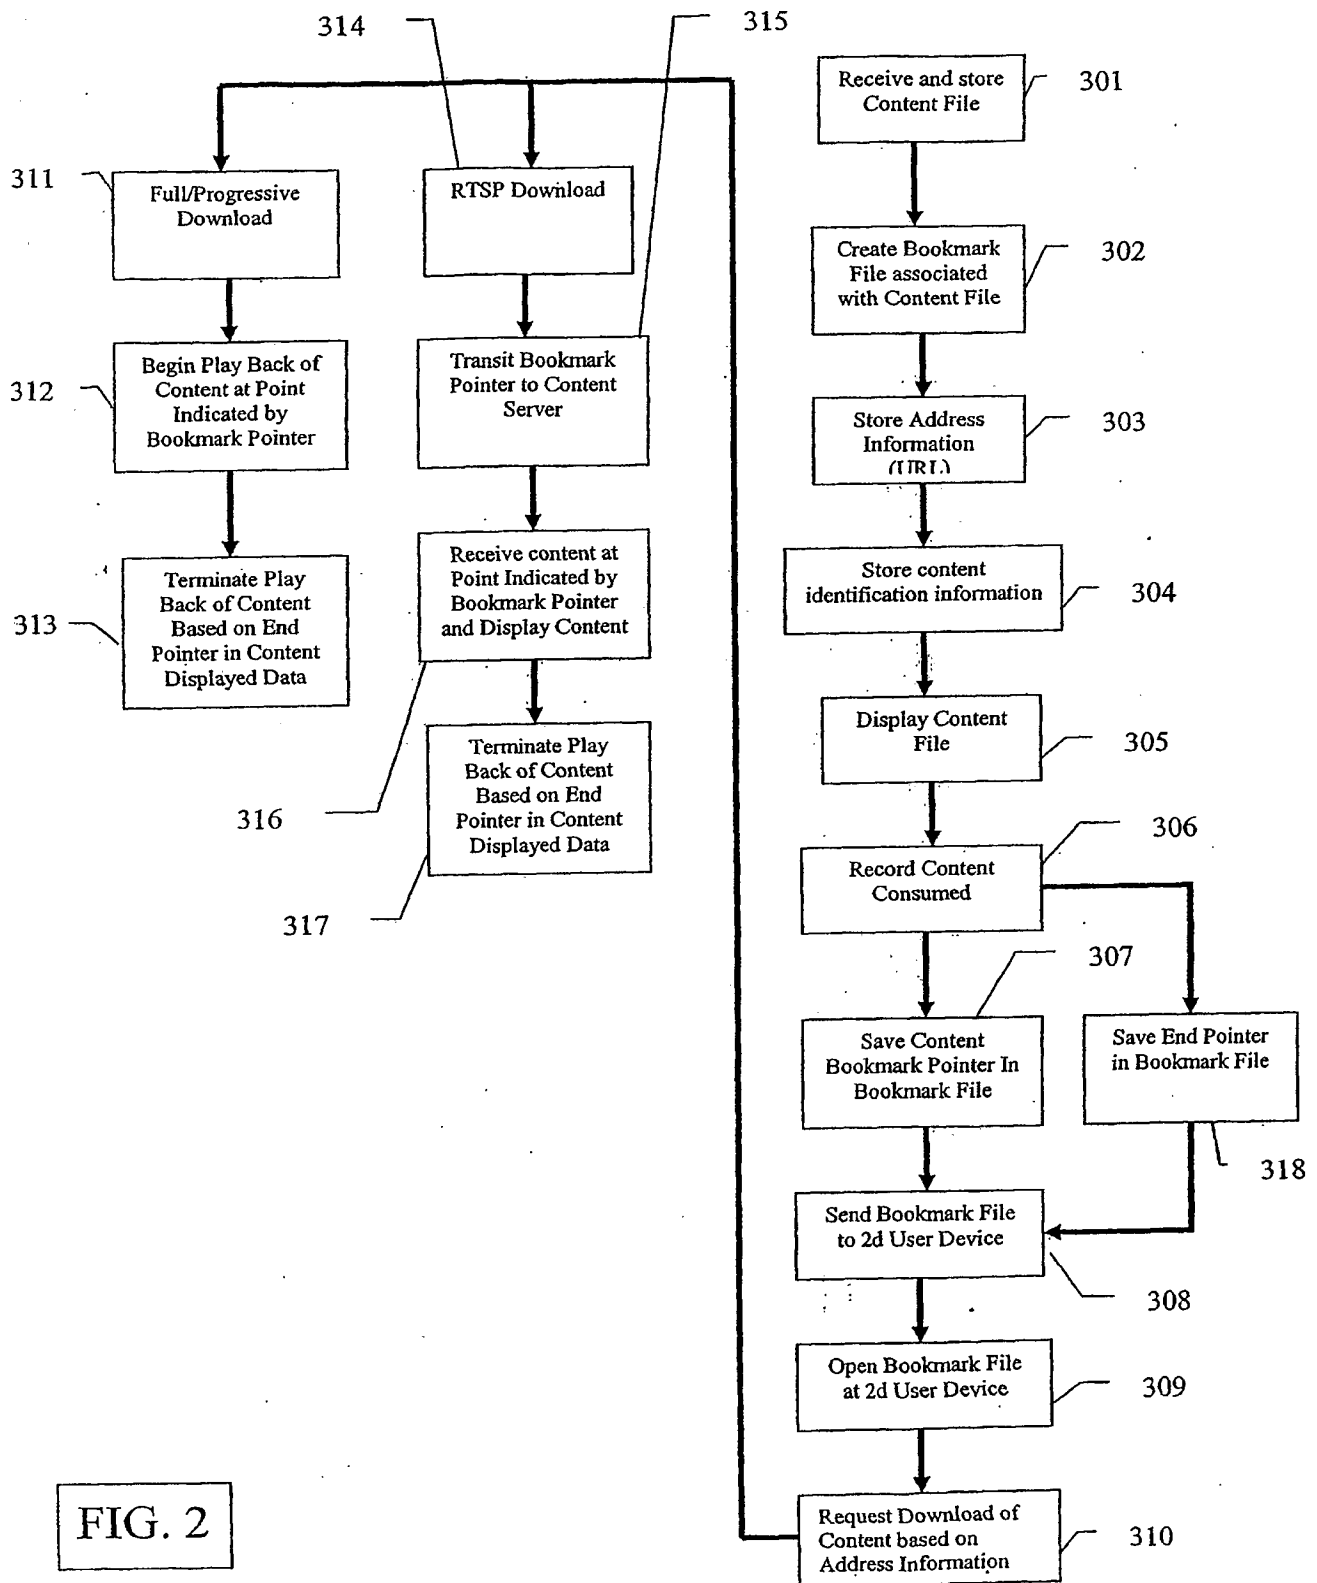 314
315
Receive and store
Content File
301
311
Full/Progressive
Download
RTSP Download
Create Bookmark
File associated
with Content File
302
312
Begin Play Back of
Content at Point
Indicated by
Bookmark Pointer
Transit Bookmark
Pointer to Content
Server
Store Address
Information
(URL)
303
313
Terminate Play
Back of Content
Based on End
Pointer in Content
Displayed Data
Receive content at
Point Indicated by
Bookmark Pointer
and Display Content
Store content
identification information
304
316
Terminate Play
Back of Content
Based on End
Pointer in Content
Displayed Data
317
Display Content
File
305
Record Content
Consumed
306
307
Save Content
Bookmark Pointer In
Bookmark File
Save End Pointer
in Bookmark File
318
Send Bookmark File
to 2d User Device
308
Open Bookmark File
at 2d User Device
309
Request Download of
Content based on
Address Information
310
FIG. 2